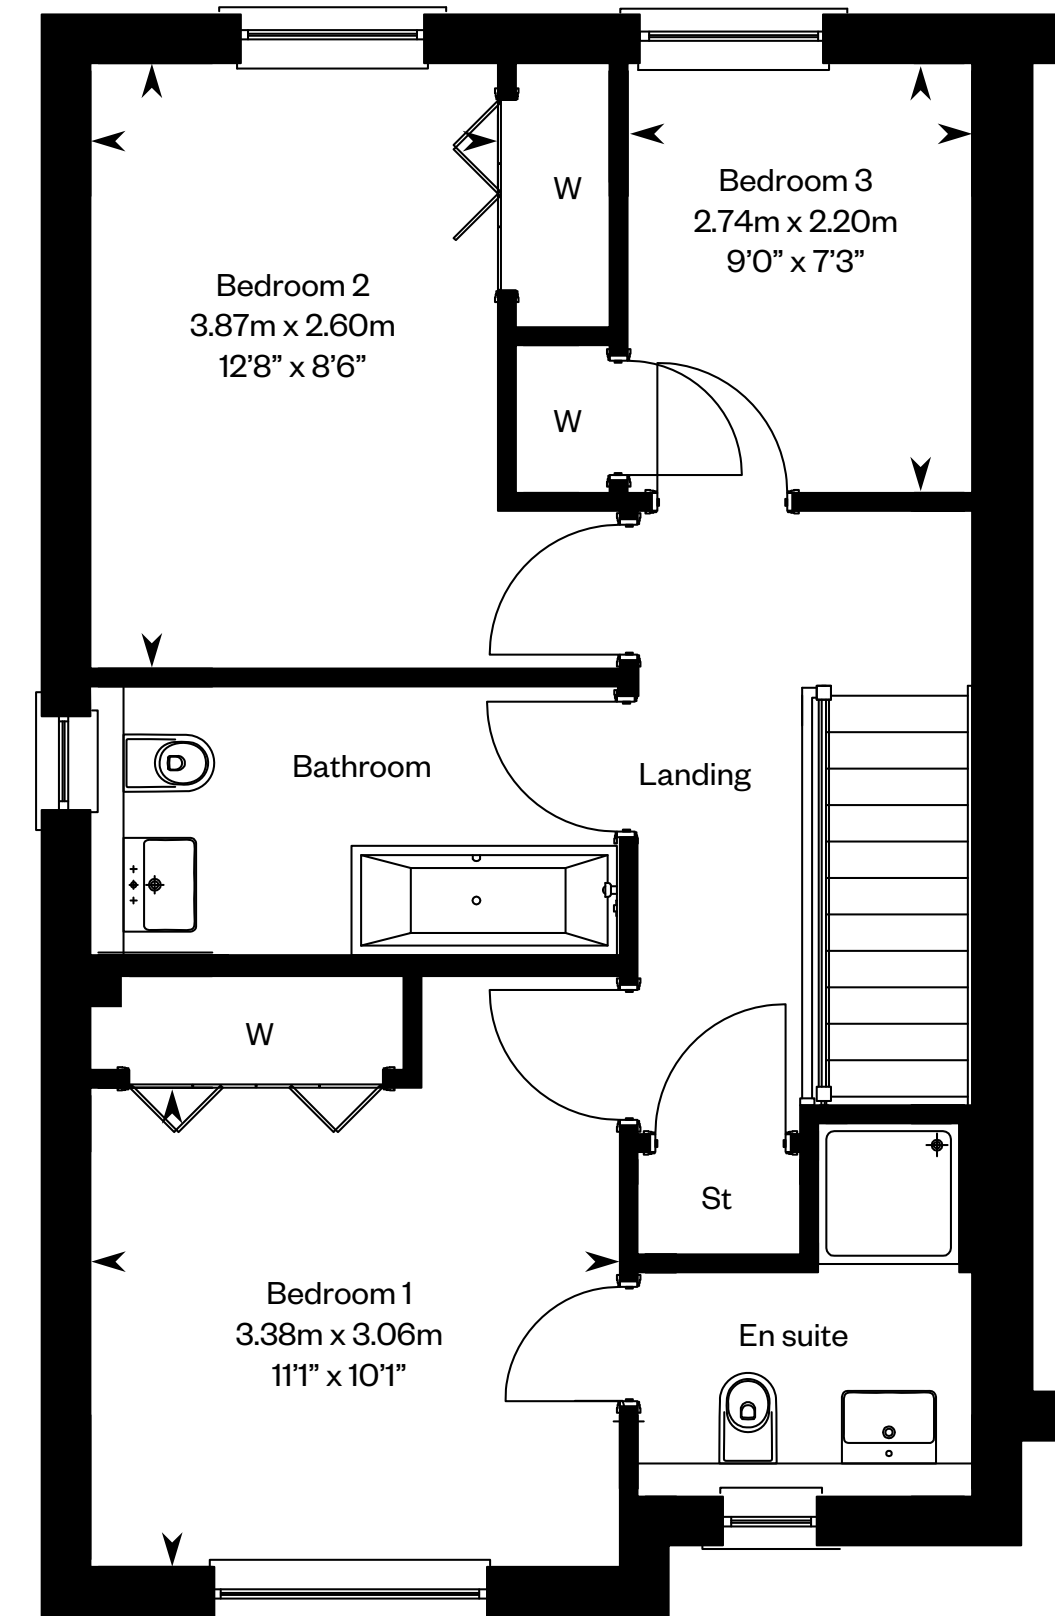 W
Bedroom 3
2.74m x 2.20m
9’0” x 7’3”
Bedroom 2
3.87m x 2.60m
12’8” x 8’6”
W
Bathroom
Landing
W
St
Bedroom 1
3.38m x 3.06m
11’1” x 10’1”
En suite